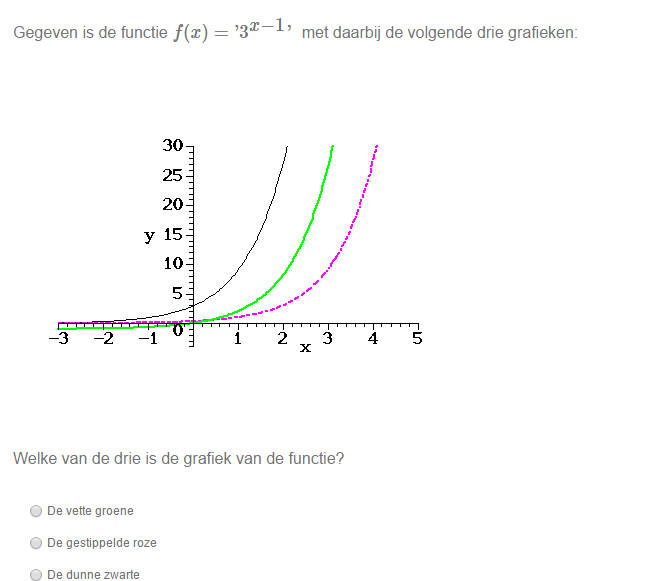 Gegeven is de functie f(x) = ’3^{x−1}’ met daarbij de volgende drie grafieken:
30
25
20
y 15
10
5
0
−3 −2 −1 1 2 3 4 5
x
Welke van de drie is de grafiek van de functie?
De vette groene
De gestippelde roze
De dunne zwarte